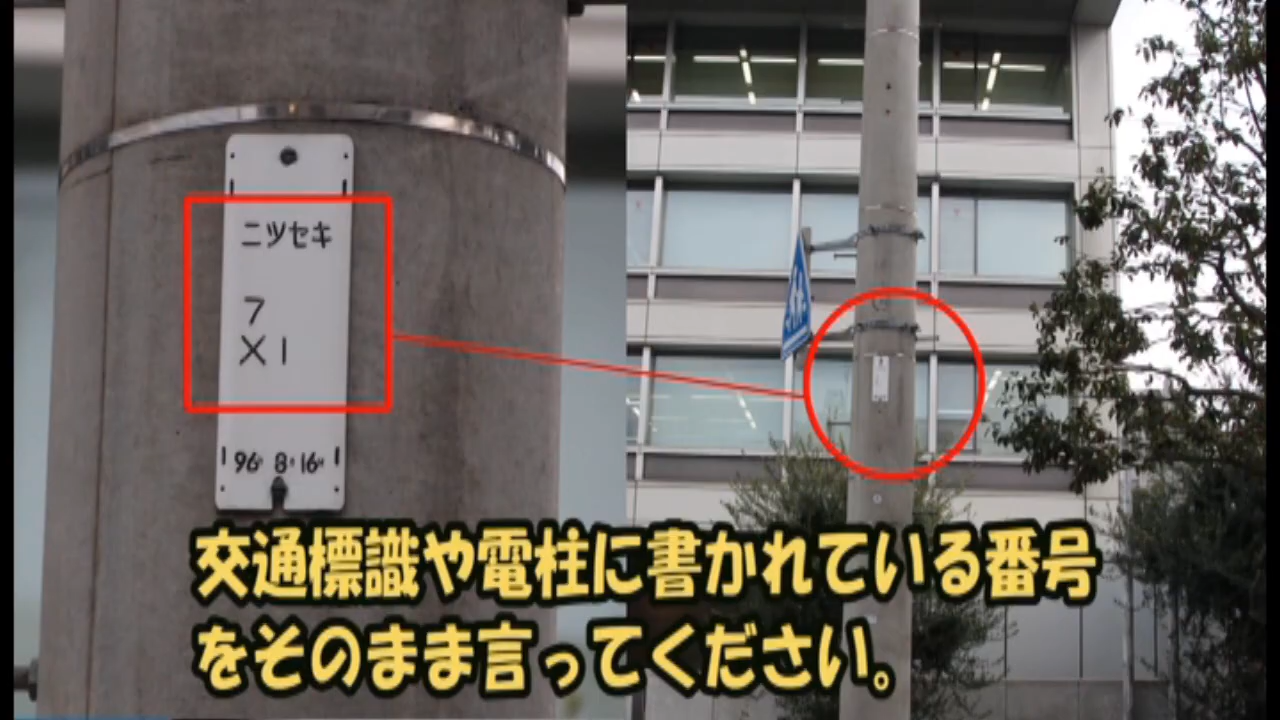 ニツセキ
7
X1
96 8 16
交通標識や電柱に書かれている番号
をそのまま言ってください。